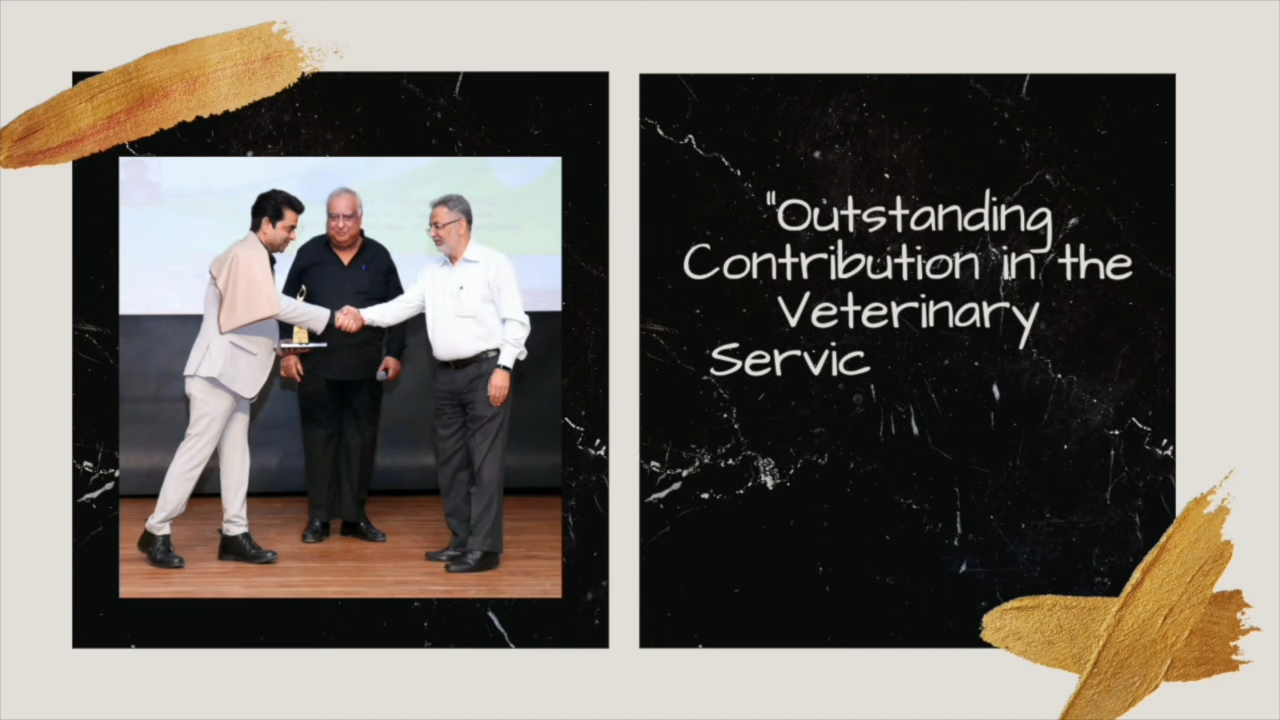 "Outstanding
Contribution in the
Veterinary
Servic